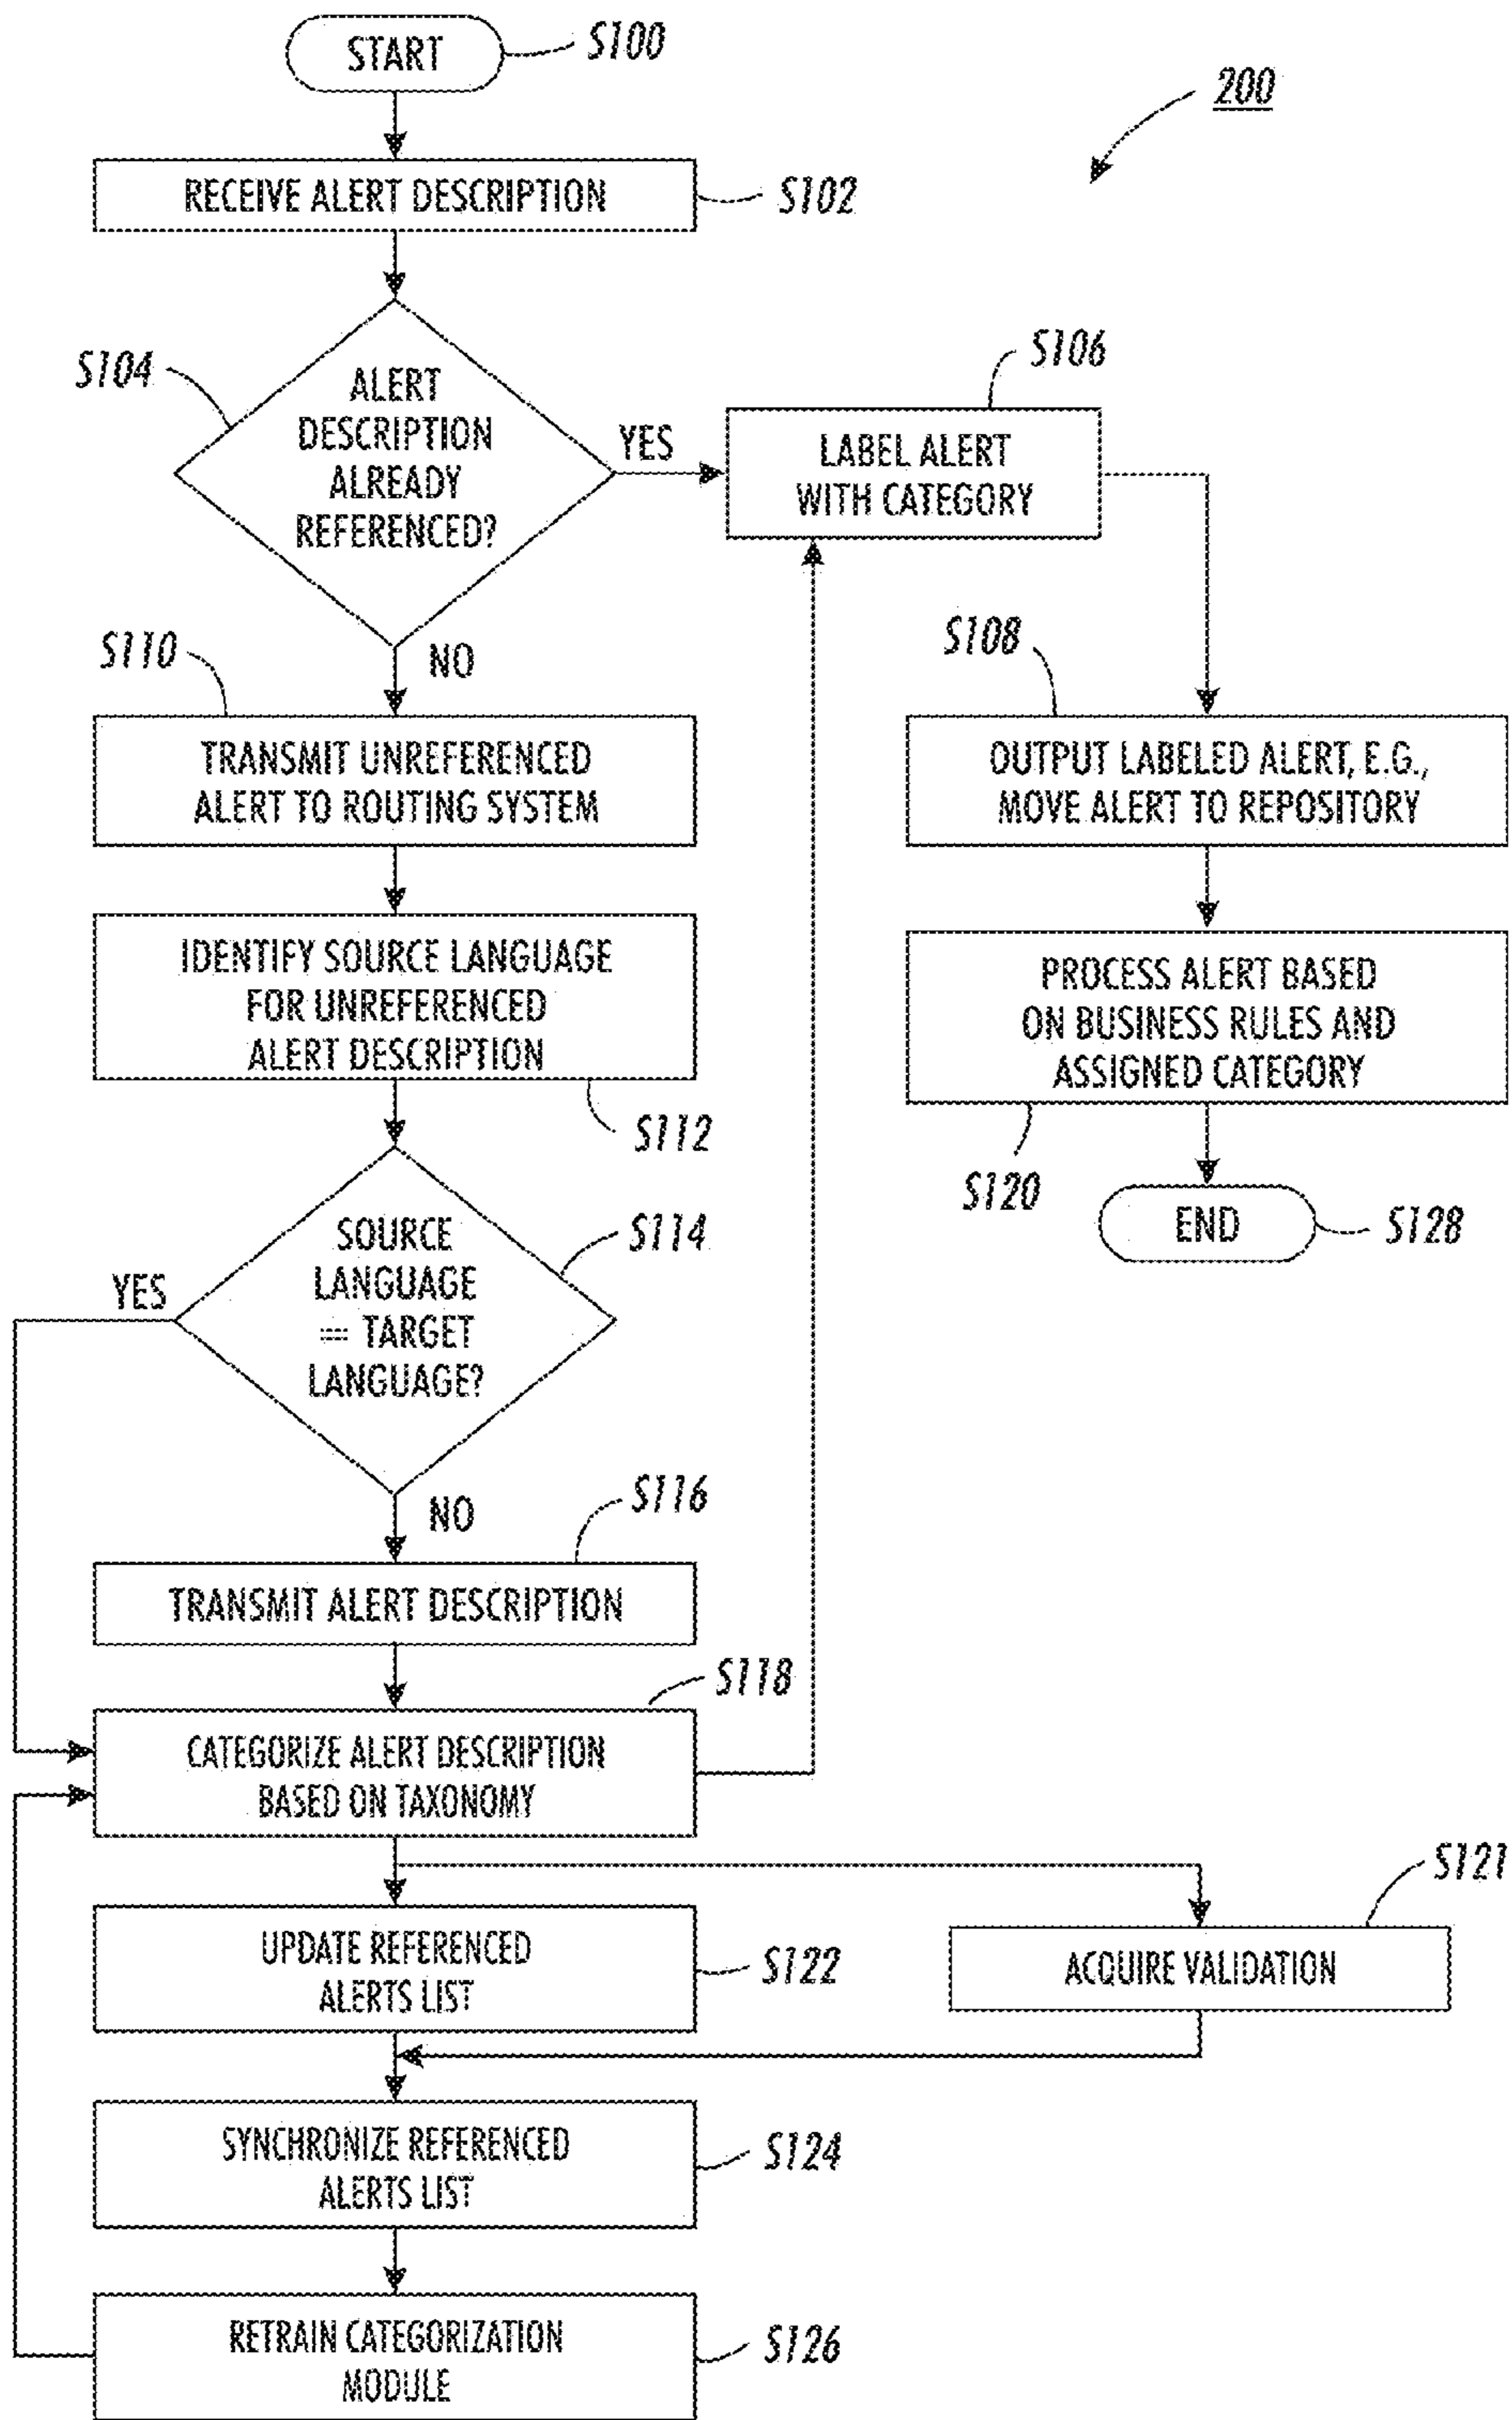 START
S100
200
RECEIVE ALERT DESCRIPTION
S102
S104
ALERT
DESCRIPTION
ALREADY
REFERENCED?
YES
S106
LABEL ALERT
WITH CATEGORY
NO
S110
TRANSMIT UNREFERENCED
ALERT TO ROUTING SYSTEM
S108
OUTPUT LABELED ALERT, E.G.,
MOVE ALERT TO REPOSITORY
IDENTIFY SOURCE LANGUAGE
FOR UNREFERENCED
ALERT DESCRIPTION
S112
PROCESS ALERT BASED
ON BUSINESS RULES AND
ASSIGNED CATEGORY
S120
END
S128
SOURCE
LANGUAGE
= TARGET
LANGUAGE?
S114
YES
NO
S116
TRANSMIT ALERT DESCRIPTION
S118
CATEGORIZE ALERT DESCRIPTION
BASED ON TAXONOMY
S121
ACQUIRE VALIDATION
UPDATE REFERENCED
ALERTS LIST
S122
SYNCHRONIZE REFERENCED
ALERTS LIST
S124
RETRAIN CATEGORIZATION
MODULE
S126